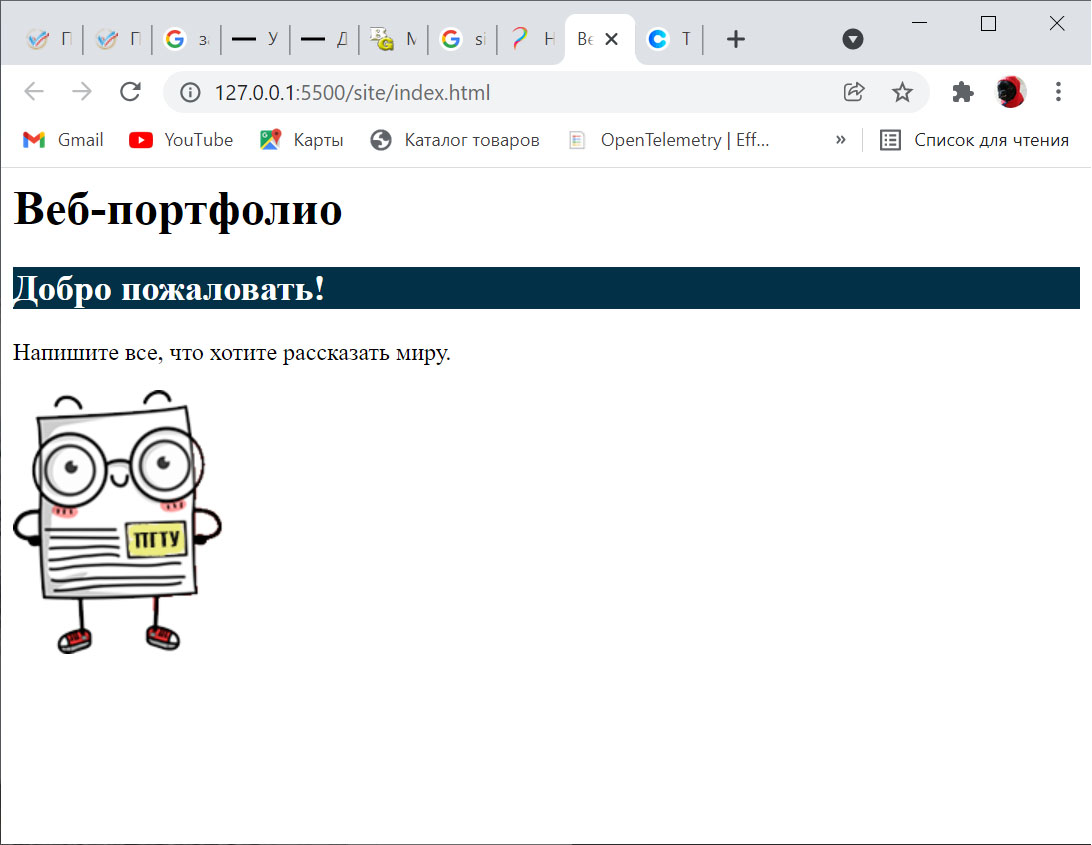 127.0.0.1:5500/site/index.html
Gmail YouTube Карты Каталог товаров OpenTelemetry | Eff... » Список для чтения
Веб-портфолио
Добро пожаловать!
Напишите все, что хотите рассказать миру.
ПГТУ